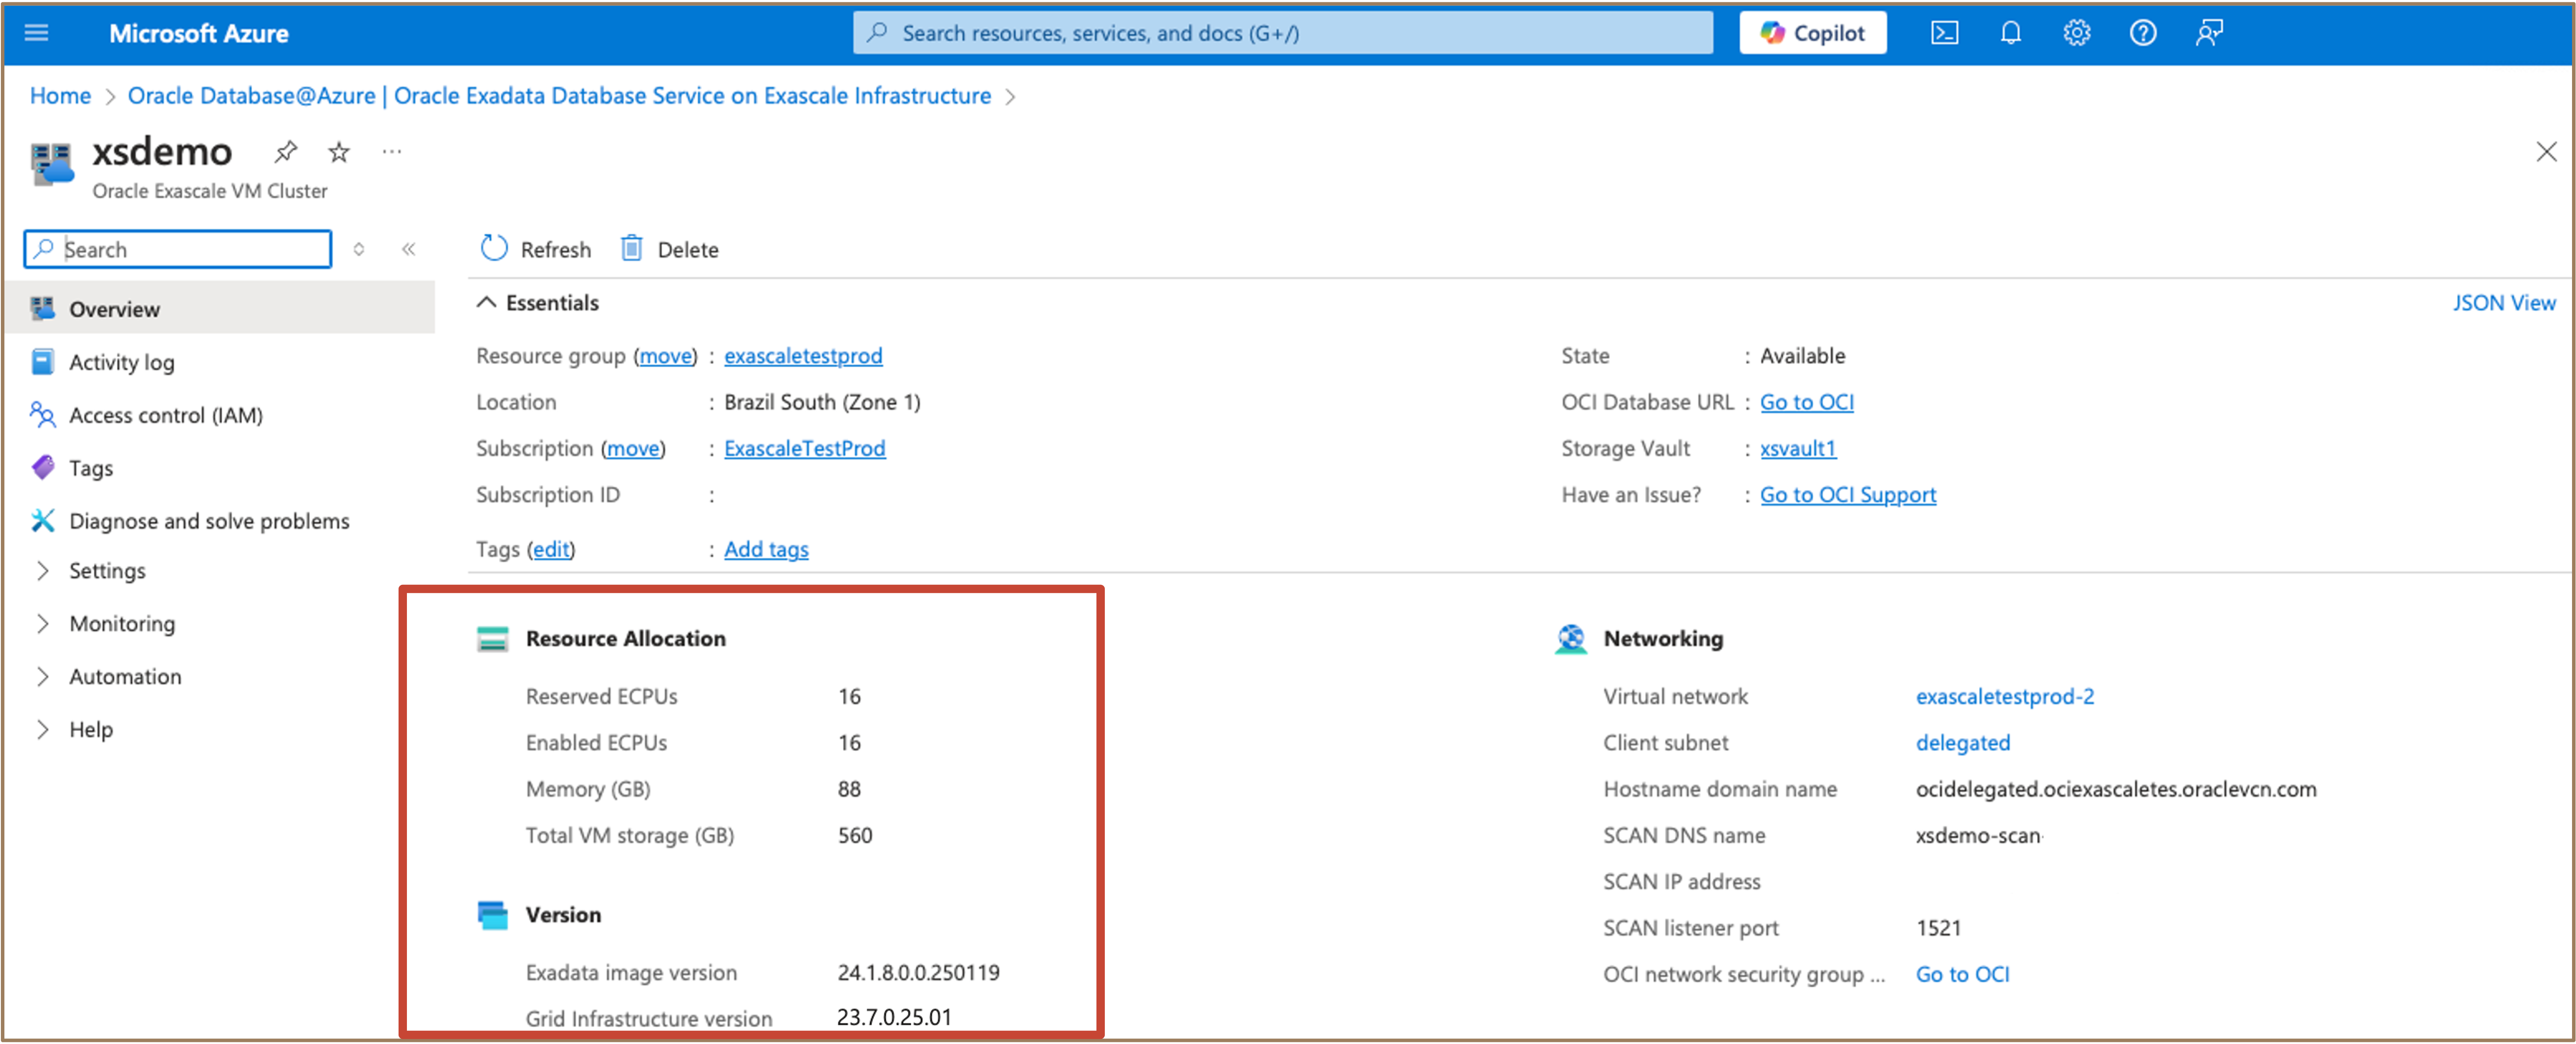 Microsoft Azure
Search resources, services, and docs (G+/)
Copilot
Home > Oracle Database@Azure | Oracle Exadata Database Service on Exascale Infrastructure >
xsdemo
Oracle Exascale VM Cluster
Search
Refresh
Delete
Overview
Activity log
Access control (IAM)
Tags
Diagnose and solve problems
Settings
Monitoring
Automation
Help
Essentials
JSON View
Resource group (move) : exascaletestprod
Location : Brazil South (Zone 1)
Subscription (move) : ExascaleTestProd
Subscription ID :
Tags (edit) : Add tags
State : Available
OCI Database URL : Go to OCI
Storage Vault : xsvault1
Have an Issue? : Go to OCI Support
Resource Allocation
Reserved ECPUs 16
Enabled ECPUs 16
Memory (GB) 88
Total VM storage (GB) 560
Version
Exadata image version 24.1.8.0.0.250119
Grid Infrastructure version 23.7.0.25.01
Networking
Virtual network exascaletestprod-2
Client subnet delegated
Hostname domain name ocidelegated.ociexascaletes.oraclevcn.com
SCAN DNS name xsdemo-scan
SCAN IP address
SCAN listener port 1521
OCI network security group ... Go to OCI